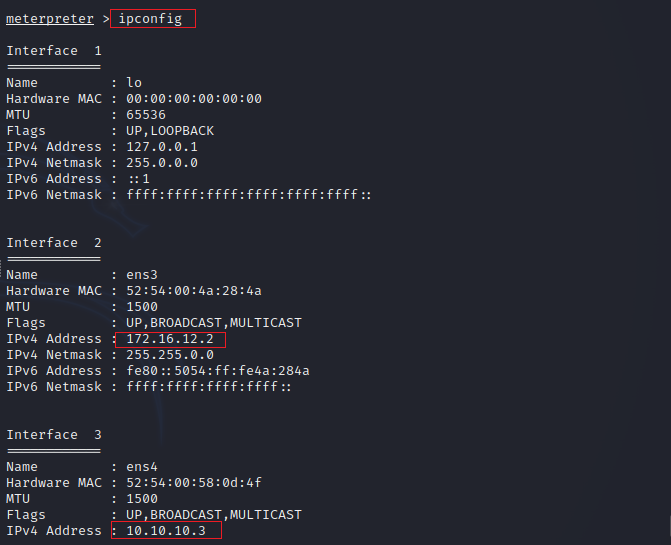 meterpreter > ipconfig
Interface  1
============
Name         : lo
Hardware MAC : 00:00:00:00:00:00
MTU          : 65536
Flags        : UP,LOOPBACK
IPv4 Address : 127.0.0.1
IPv4 Netmask : 255.0.0.0
IPv6 Address : ::1
IPv6 Netmask : ffff:ffff:ffff:ffff:ffff:ffff::
Interface  2
============
Name         : ens3
Hardware MAC : 52:54:00:4a:28:4a
MTU          : 1500
Flags        : UP,BROADCAST,MULTICAST
IPv4 Address : 172.16.12.2
IPv4 Netmask : 255.255.0.0
IPv6 Address : fe80::5054:ff:fe4a:284a
IPv6 Netmask : ffff:ffff:ffff:ffff::
Interface  3
============
Name         : ens4
Hardware MAC : 52:54:00:58:0d:4f
MTU          : 1500
Flags        : UP,BROADCAST,MULTICAST
IPv4 Address : 10.10.10.3